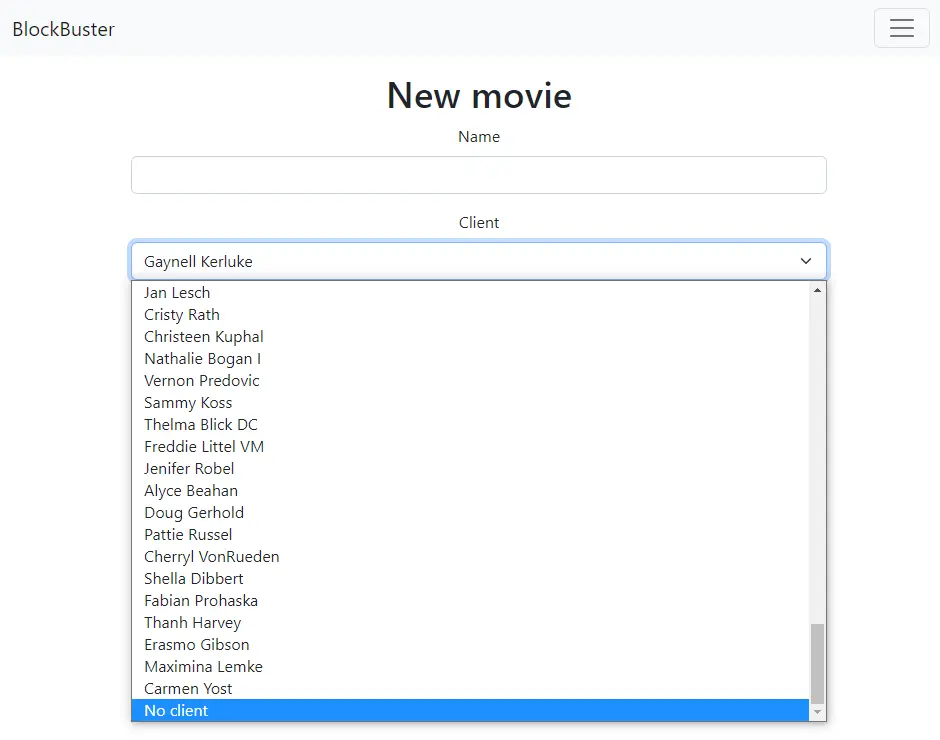 BlockBuster
New movie
Name
Client
Gaynell Kerluke
Jan Lesch
Cristy Rath
Christeen Kuphal
Nathalie Bogan I
Vernon Predovic
Sammy Koss
Thelma Blick DC
Freddie Littel VM
Jenifer Robel
Alyce Beahan
Doug Gerhold
Pattie Russel
Cherryl VonRueden
Shella Dibbert
Fabian Prohaska
Thanh Harvey
Erasmo Gibson
Maximina Lemke
Carmen Yost
No client